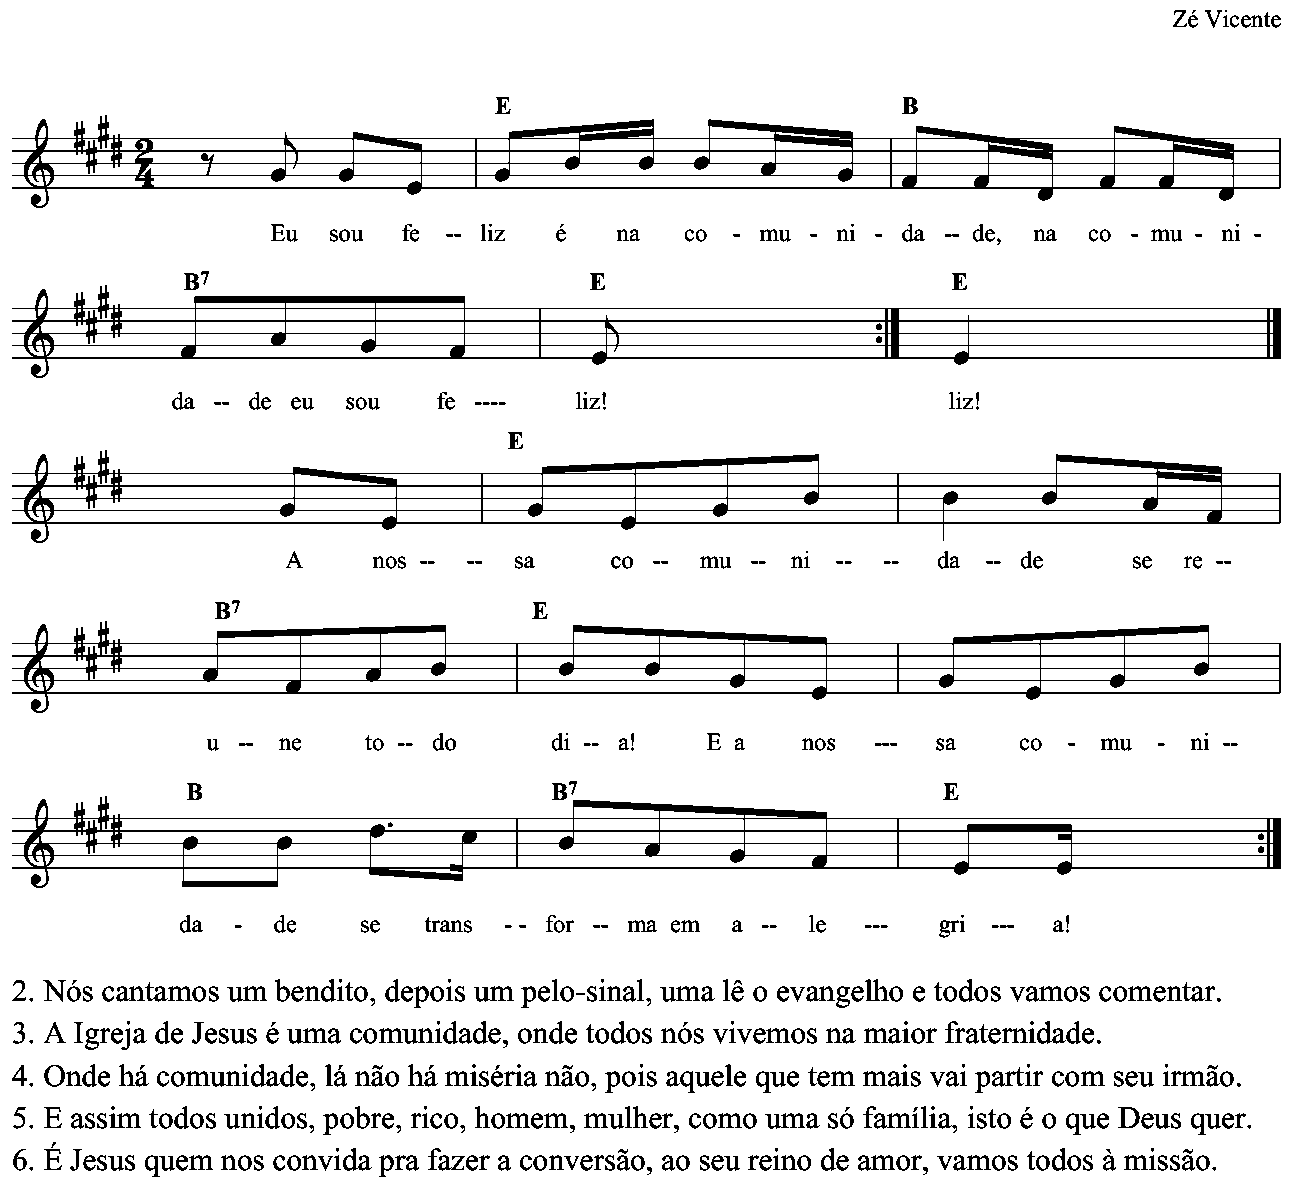 Zé Vicente
E B
2 4
Eu sou fe -- liz é na co - mu - ni - da -- de, na co - mu - ni -
B7 E E
da -- de eu sou fe ---- liz! liz!
E
A nos -- -- sa co -- mu -- ni -- -- da -- de se re --
B7 E
u -- ne to -- do di -- a! E a nos --- sa co - mu - ni --
B B7 E
da - de se trans -- for -- ma em a -- le --- gri --- a!
2. Nós cantamos um bendito, depois um pelo-sinal, uma lê o evangelho e todos vamos comentar.
3. A Igreja de Jesus é uma comunidade, onde todos nós vivemos na maior fraternidade.
4. Onde há comunidade, lá não há miséria não, pois aquele que tem mais vai partir com seu irmão.
5. E assim todos unidos, pobre, rico, homem, mulher, como uma só família, isto é o que Deus quer.
6. É Jesus quem nos convida pra fazer a conversão, ao seu reino de amor, vamos todos à missão.